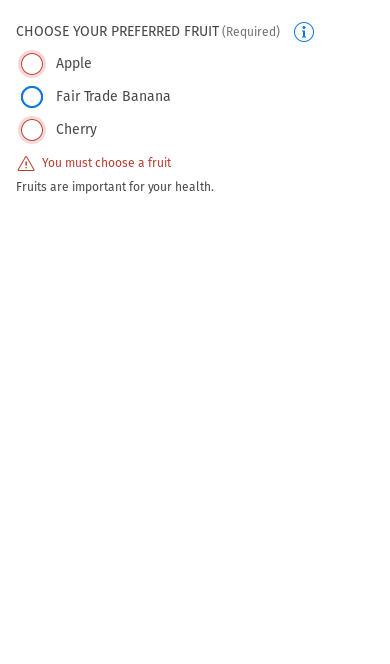 CHOOSE YOUR PREFERRED FRUIT (Required)
Apple
Fair Trade Banana
Cherry
You must choose a fruit
Fruits are important for your health.